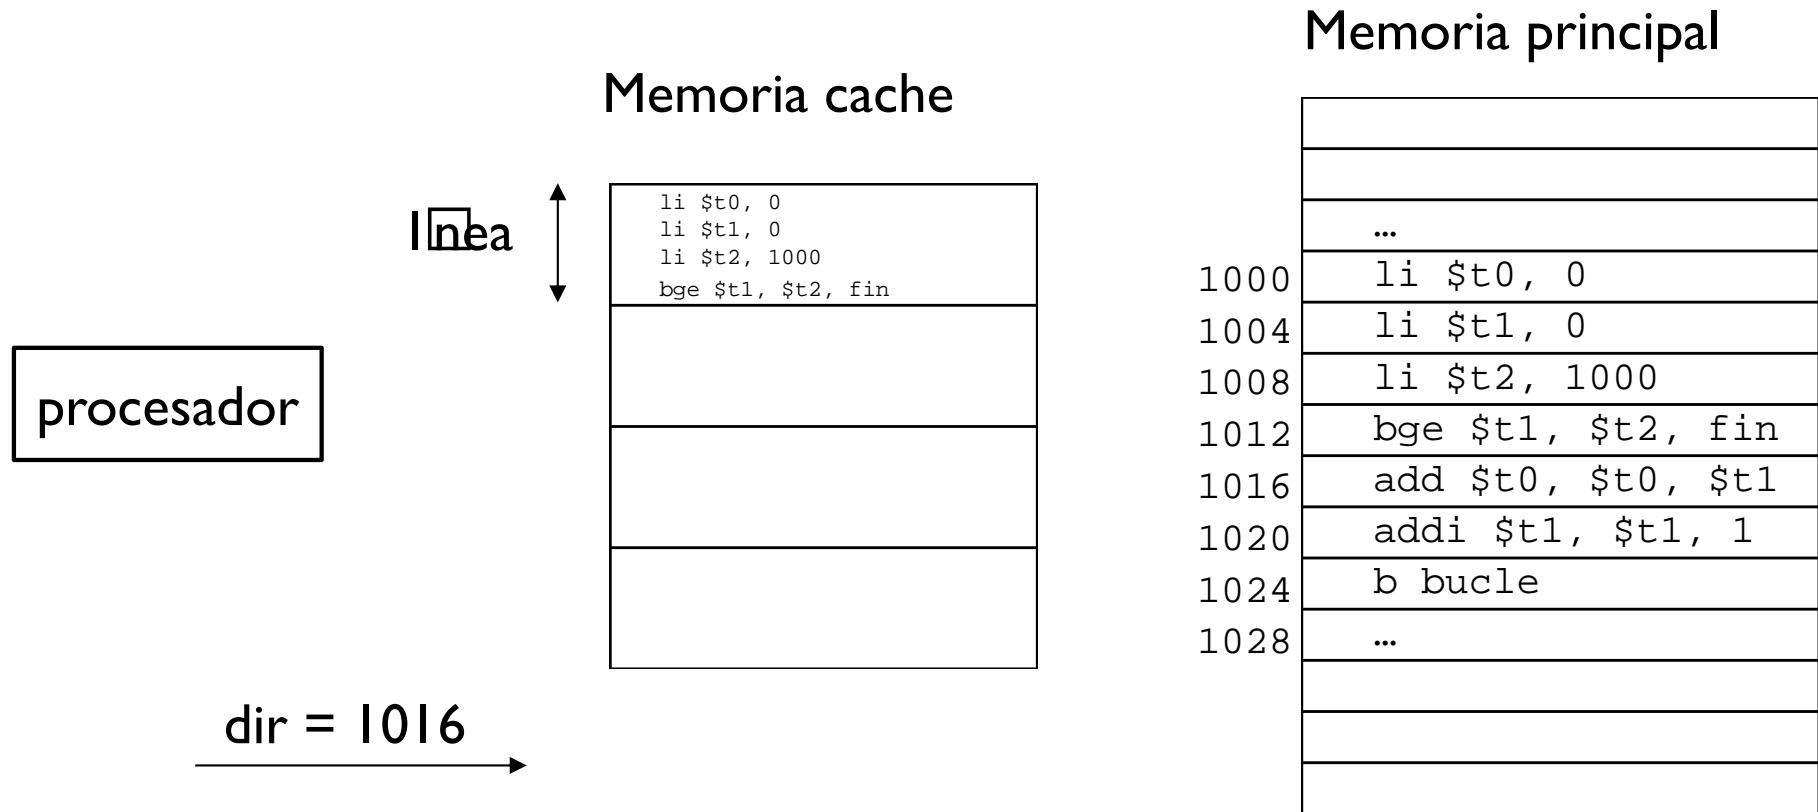 Memoria principal
Memoria cache
lnea
li $t0, 0
li $t1, 0
li $t2, 1000
bge $t1, $t2, fin
procesador
dir = 1016
…
1000 li $t0, 0
1004 li $t1, 0
1008 li $t2, 1000
1012 bge $t1, $t2, fin
1016 add $t0, $t0, $t1
1020 addi $t1, $t1, 1
1024 b bucle
1028 …